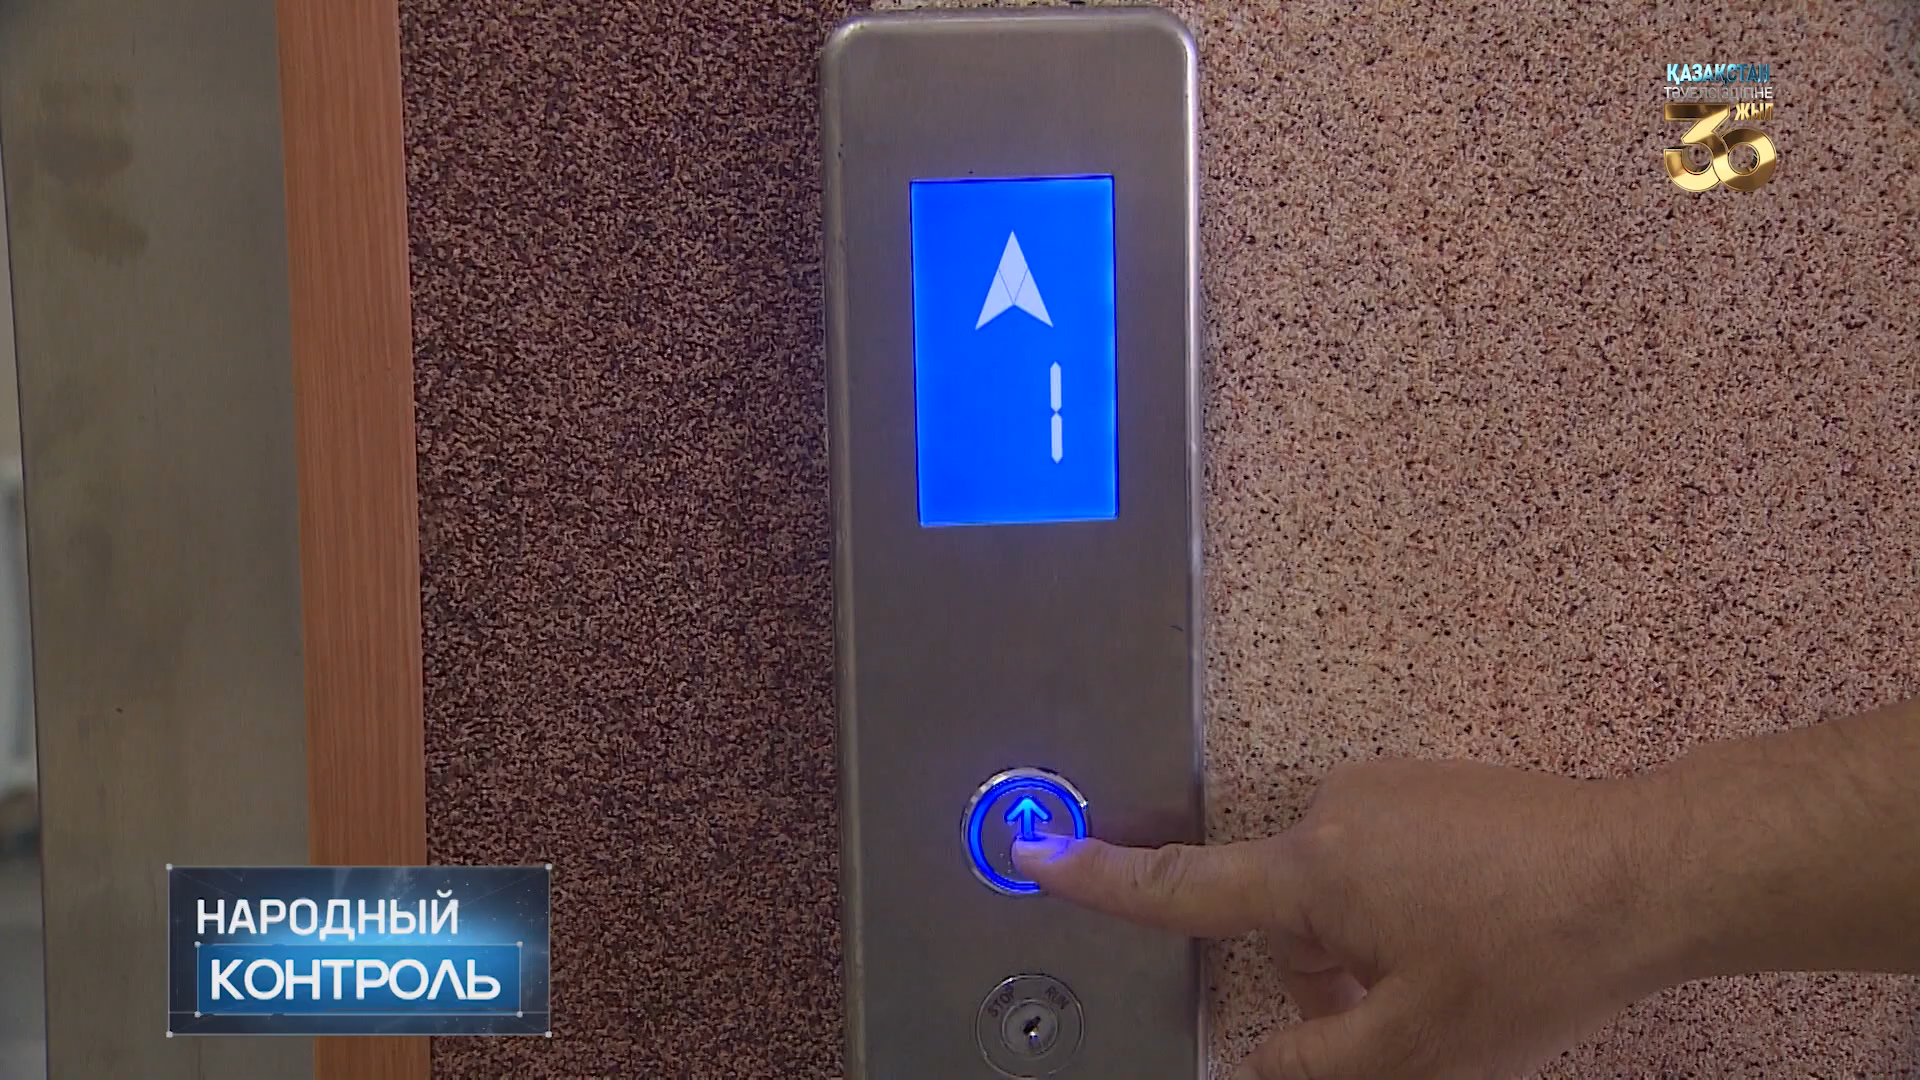 ҚАЗАҚСТАН
ТӘУЕЛСІЗДІГІНЕ
30 ЖЫЛ
1
НАРОДНЫЙ
КОНТРОЛЬ
STOP RUN